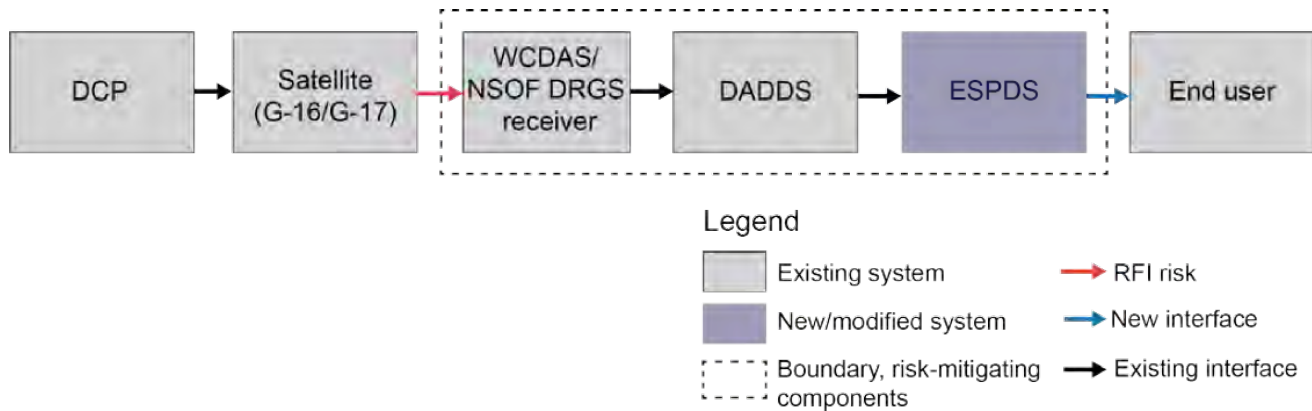 DCP
Satellite
(G-16/G-17)
WCDAS/
NSOF DRGS
receiver
DADDS
ESPDS
End user
Legend
Existing system
RFI risk
New/modified system
New interface
Boundary, risk-mitigating
components
Existing interface